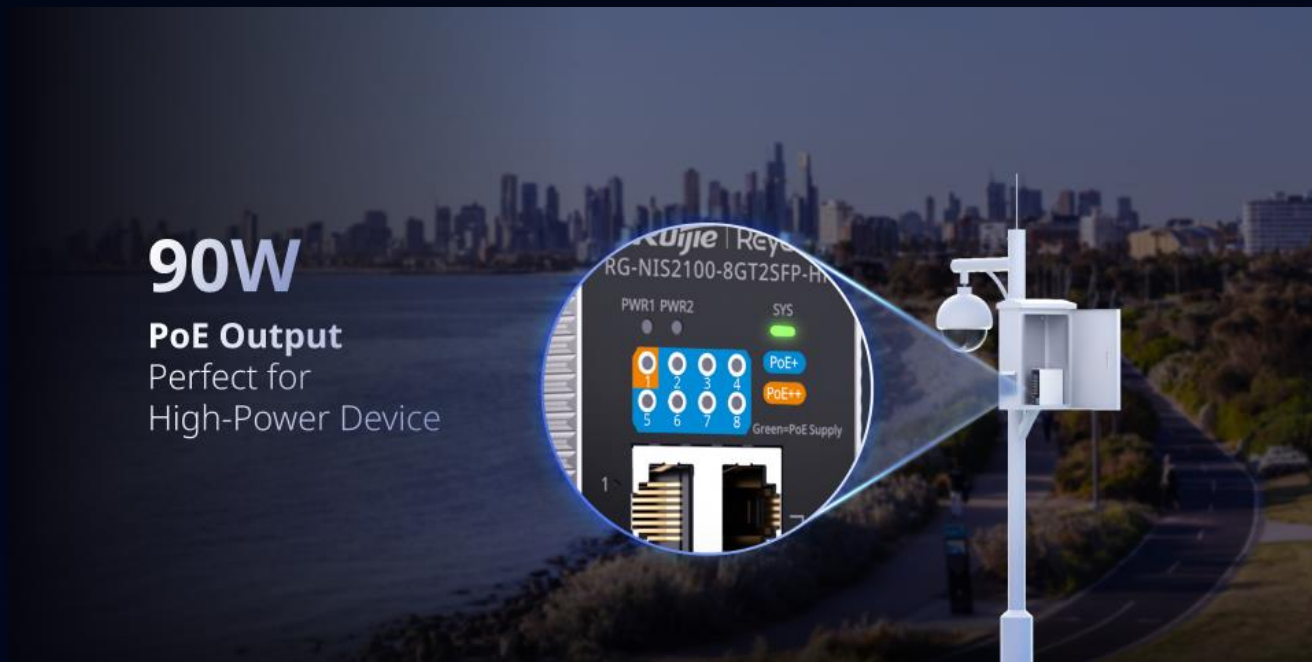 90W
PoE Output
Perfect for
High-Power Device
RG-NIS2100-8GT2SFP-H
PWR1 PWR2 SYS
1 2 3 4 PoE+
5 6 7 8 PoE++
Green=PoE Supply
1